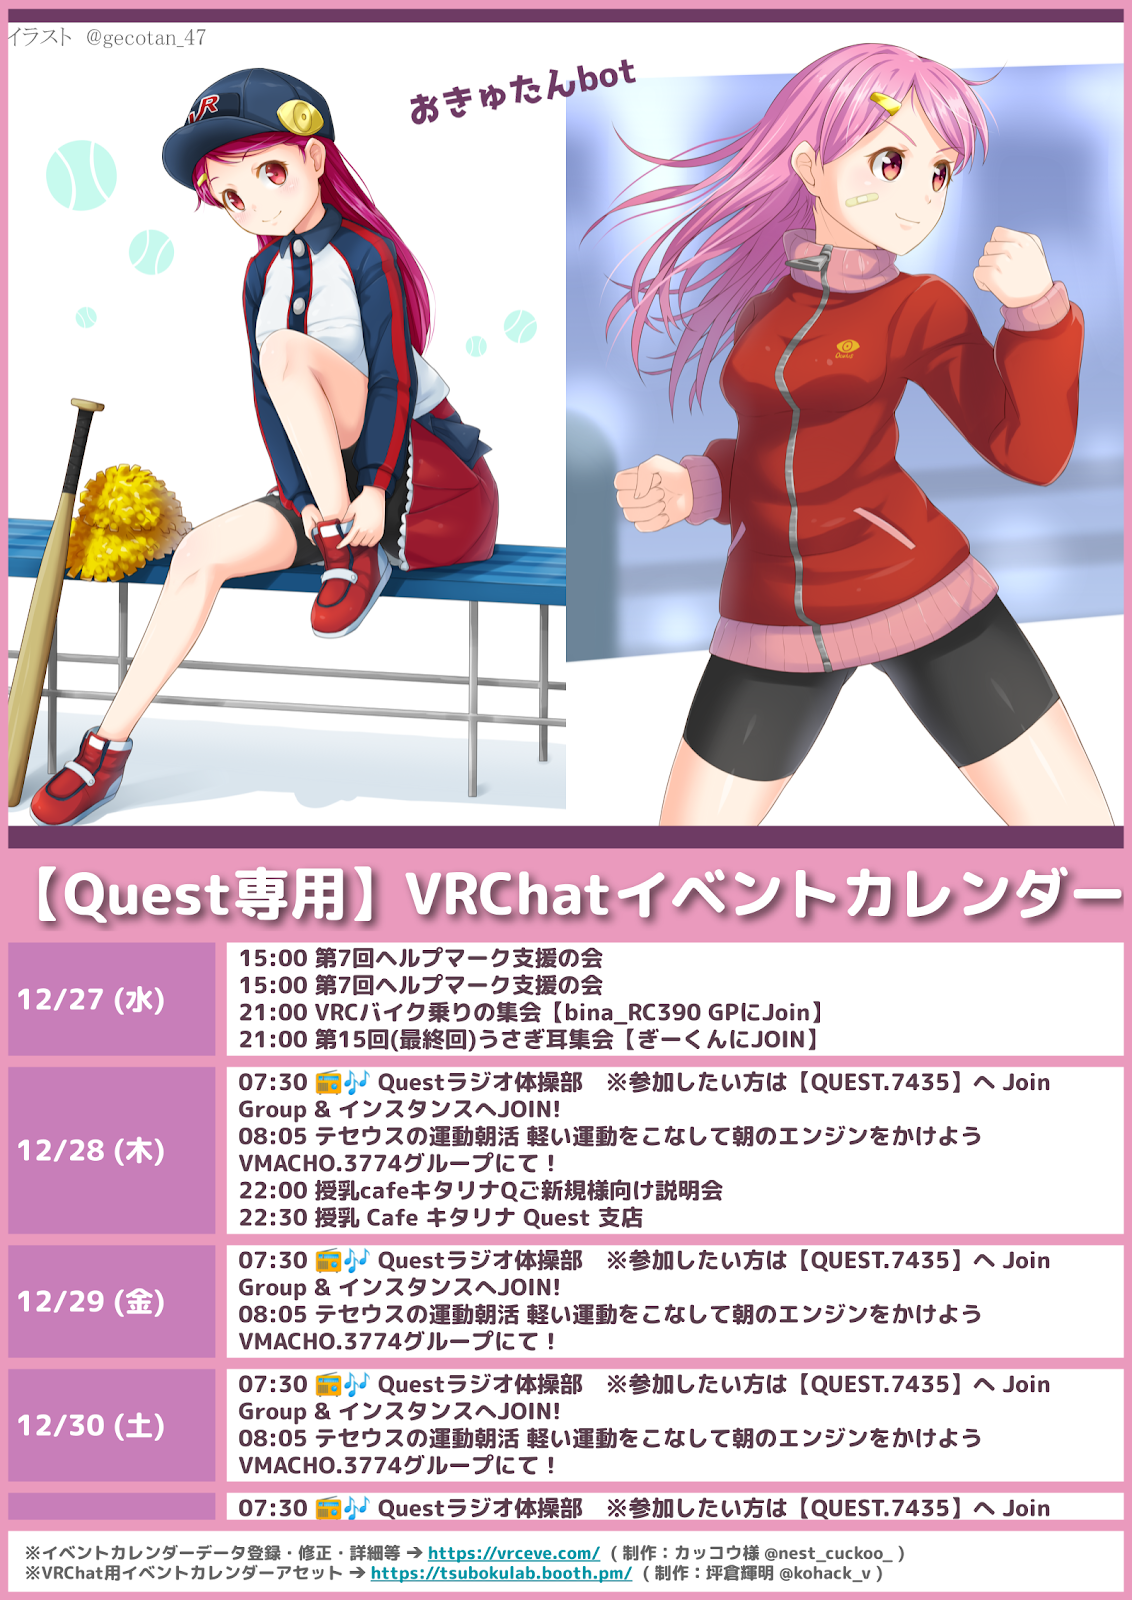 イラスト @gecotan_47
おきゅたんbot
VR
Quest
【Quest専用】VRChatイベントカレンダー
12/27 (水)
15:00 第7回ヘルプマーク支援の会
15:00 第7回ヘルプマーク支援の会
21:00 VRCバイク乗りの集会【bina_RC390 GPにJoin】
21:00 第15回(最終回)うさぎ耳集会【ぎーくんにJOIN】
12/28 (木)
07:30 📻🎶 Questラジオ体操部　※参加したい方は【QUEST.7435】へ Join
Group & インスタンスへJOIN!
08:05 テセウスの運動朝活 軽い運動をこなして朝のエンジンをかけよう
VMACHO.3774グループにて！
22:00 授乳cafeキタリナQご新規様向け説明会
22:30 授乳 Cafe キタリナ Quest 支店
12/29 (金)
07:30 📻🎶 Questラジオ体操部　※参加したい方は【QUEST.7435】へ Join
Group & インスタンスへJOIN!
08:05 テセウスの運動朝活 軽い運動をこなして朝のエンジンをかけよう
VMACHO.3774グループにて！
12/30 (土)
07:30 📻🎶 Questラジオ体操部　※参加したい方は【QUEST.7435】へ Join
Group & インスタンスへJOIN!
08:05 テセウスの運動朝活 軽い運動をこなして朝のエンジンをかけよう
VMACHO.3774グループにて！
07:30 📻🎶 Questラジオ体操部　※参加したい方は【QUEST.7435】へ Join
※イベントカレンダーデータ登録・修正・詳細等 → https://vrceve.com/ ( 制作：カッコウ様 @nest_cuckoo_ )
※VRChat用イベントカレンダーアセット → https://tsubokulab.booth.pm/ ( 制作：坪倉輝明 @kohack_v )